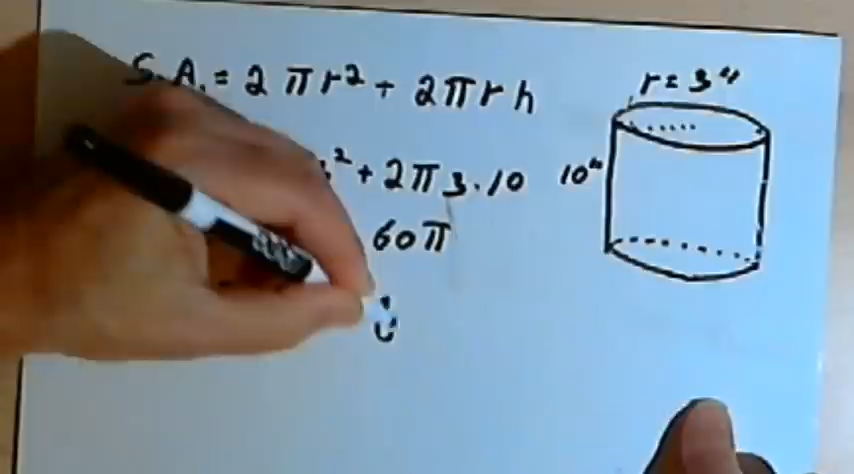 S.A. = 2πr² + 2πrh
r = 3"
² + 2π3·10
10"
60π